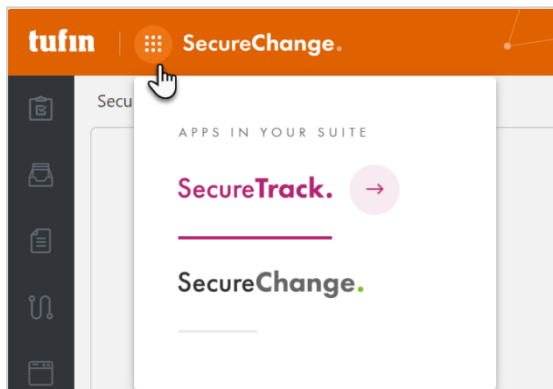 tufin SecureChange.
Secu
APPS IN YOUR SUITE
SecureTrack.
SecureChange.